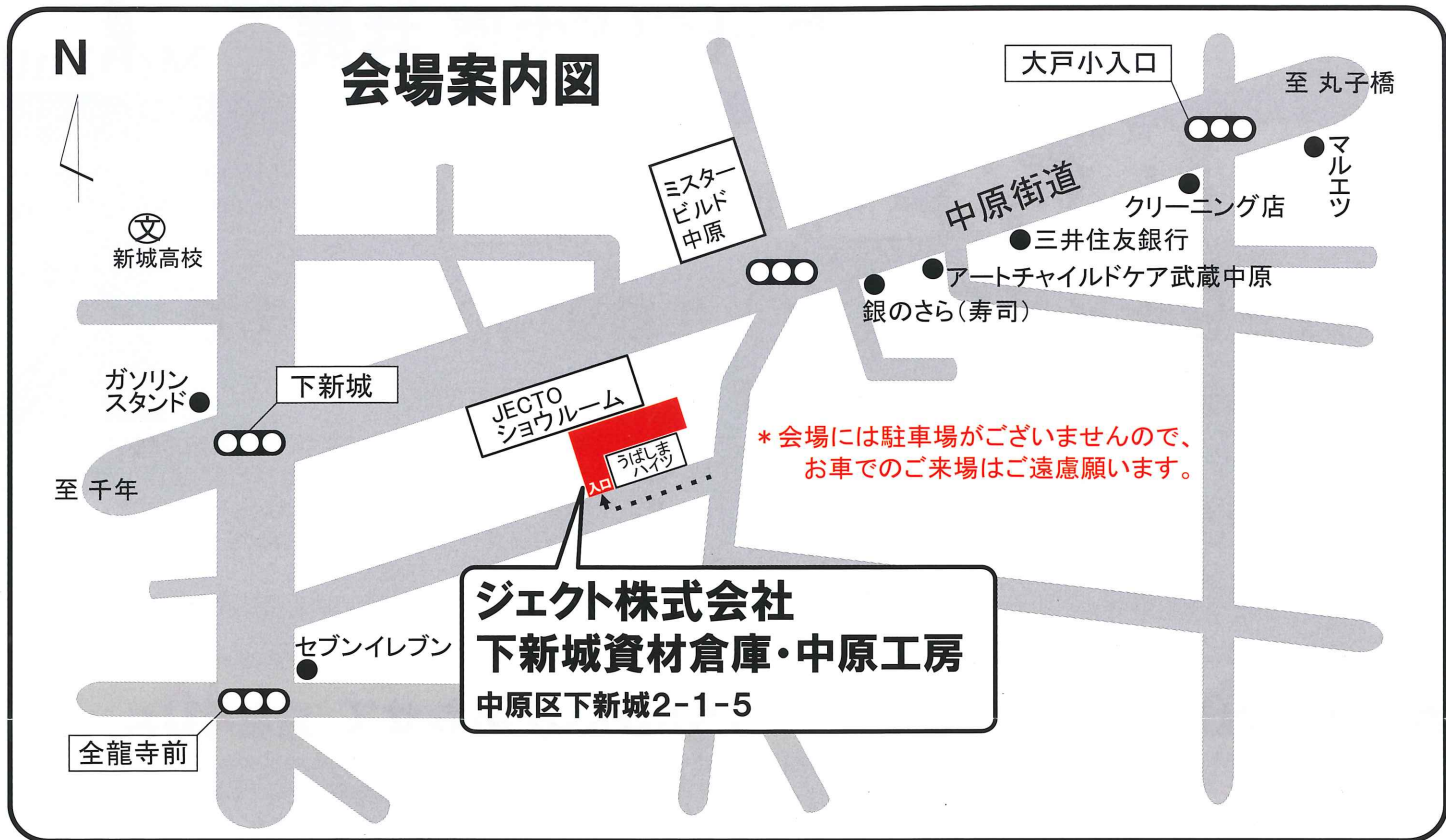 N
会場案内図
大戸小入口
至 丸子橋
マルエツ
ミスター
ビルド
中原
中原街道
クリーニング店
三井住友銀行
アートチャイルドケア武蔵中原
銀のさら(寿司)
文
新城高校
ガソリン
スタンド
下新城
JECTO
ショウルーム
うばしま
ハイツ
入口
*会場には駐車場がございませんので、
お車でのご来場はご遠慮願います。
至 千年
ジェクト株式会社
下新城資材倉庫・中原工房
中原区下新城2-1-5
セブンイレブン
全龍寺前